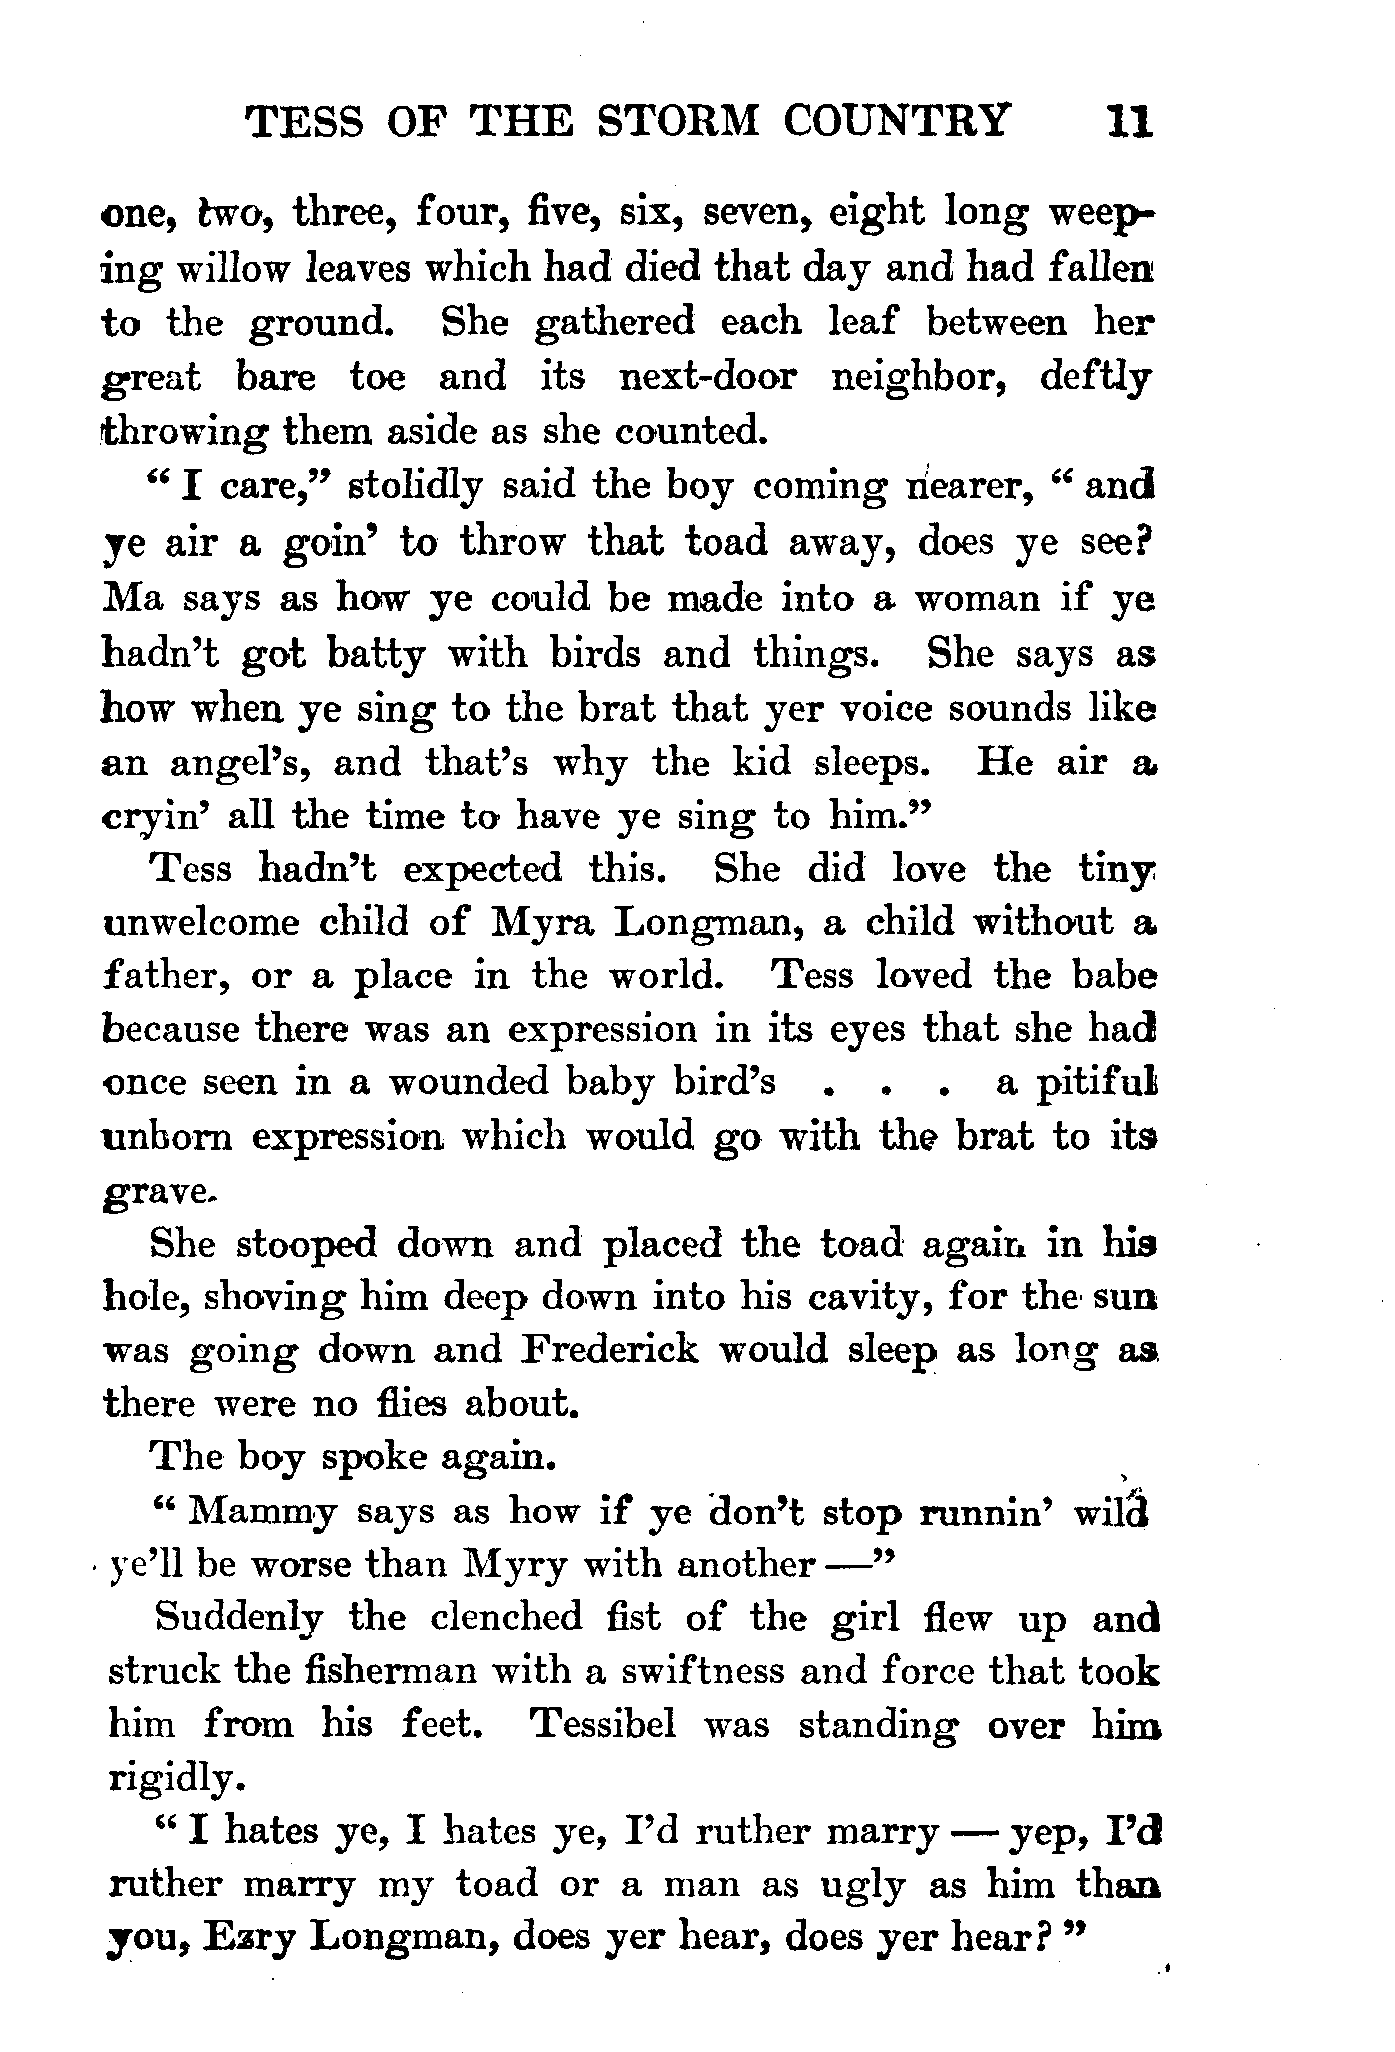 TESS OF THE STORM COUNTRY 11
one, two, three, four, five, six, seven, eight long weep-
ing willow leaves which had died that day and had fallen
to the ground. She gathered each leaf between her
great bare toe and its next-door neighbor, deftly
throwing them aside as she counted.
" I care," stolidly said the boy coming nearer, " and
ye air a goin' to throw that toad away, does ye see?
Ma says as how ye could be made into a woman if ye
hadn't got batty with birds and things. She says as
how when ye sing to the brat that yer voice sounds like
an angel's, and that's why the kid sleeps. He air a
cryin' all the time to have ye sing to him."
Tess hadn't expected this. She did love the tiny
unwelcome child of Myra Longman, a child without a
father, or a place in the world. Tess loved the babe
because there was an expression in its eyes that she had
once seen in a wounded baby bird's . . . a pitiful
unborn expression which would go with the brat to its
grave.
She stooped down and placed the toad again in his
hole, shoving him deep down into his cavity, for the sun
was going down and Frederick would sleep as long as
there were no flies about.
The boy spoke again.
" Mammy says as how if ye don't stop runnin' wild
ye'll be worse than Myry with another —"
Suddenly the clenched fist of the girl flew up and
struck the fisherman with a swiftness and force that took
him from his feet. Tessibel was standing over him
rigidly.
" I hates ye, I hates ye, I'd ruther marry — yep, I'd
ruther marry my toad or a man as ugly as him than
you, Ezry Longman, does yer hear, does yer hear? "